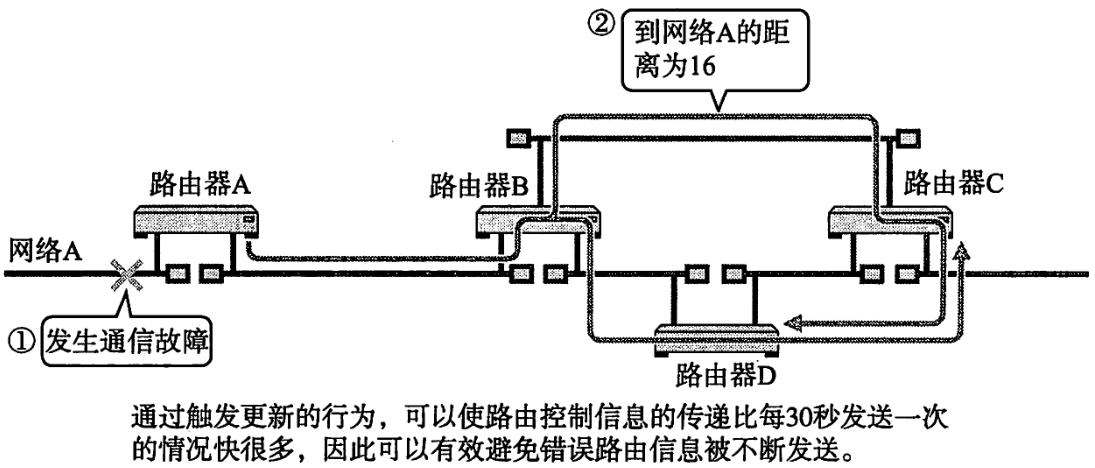 ②
到网络A的距
离为16
路由器A
路由器B
路由器C
网络A
① 发生通信故障
路由器D
通过触发更新的行为，可以使路由控制信息的传递比每30秒发送一次
的情况快很多，因此可以有效避免错误路由信息被不断发送。